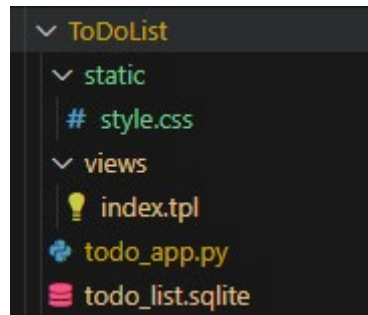 ToDoList
static
# style.css
views
index.tpl
todo_app.py
todo_list.sqlite